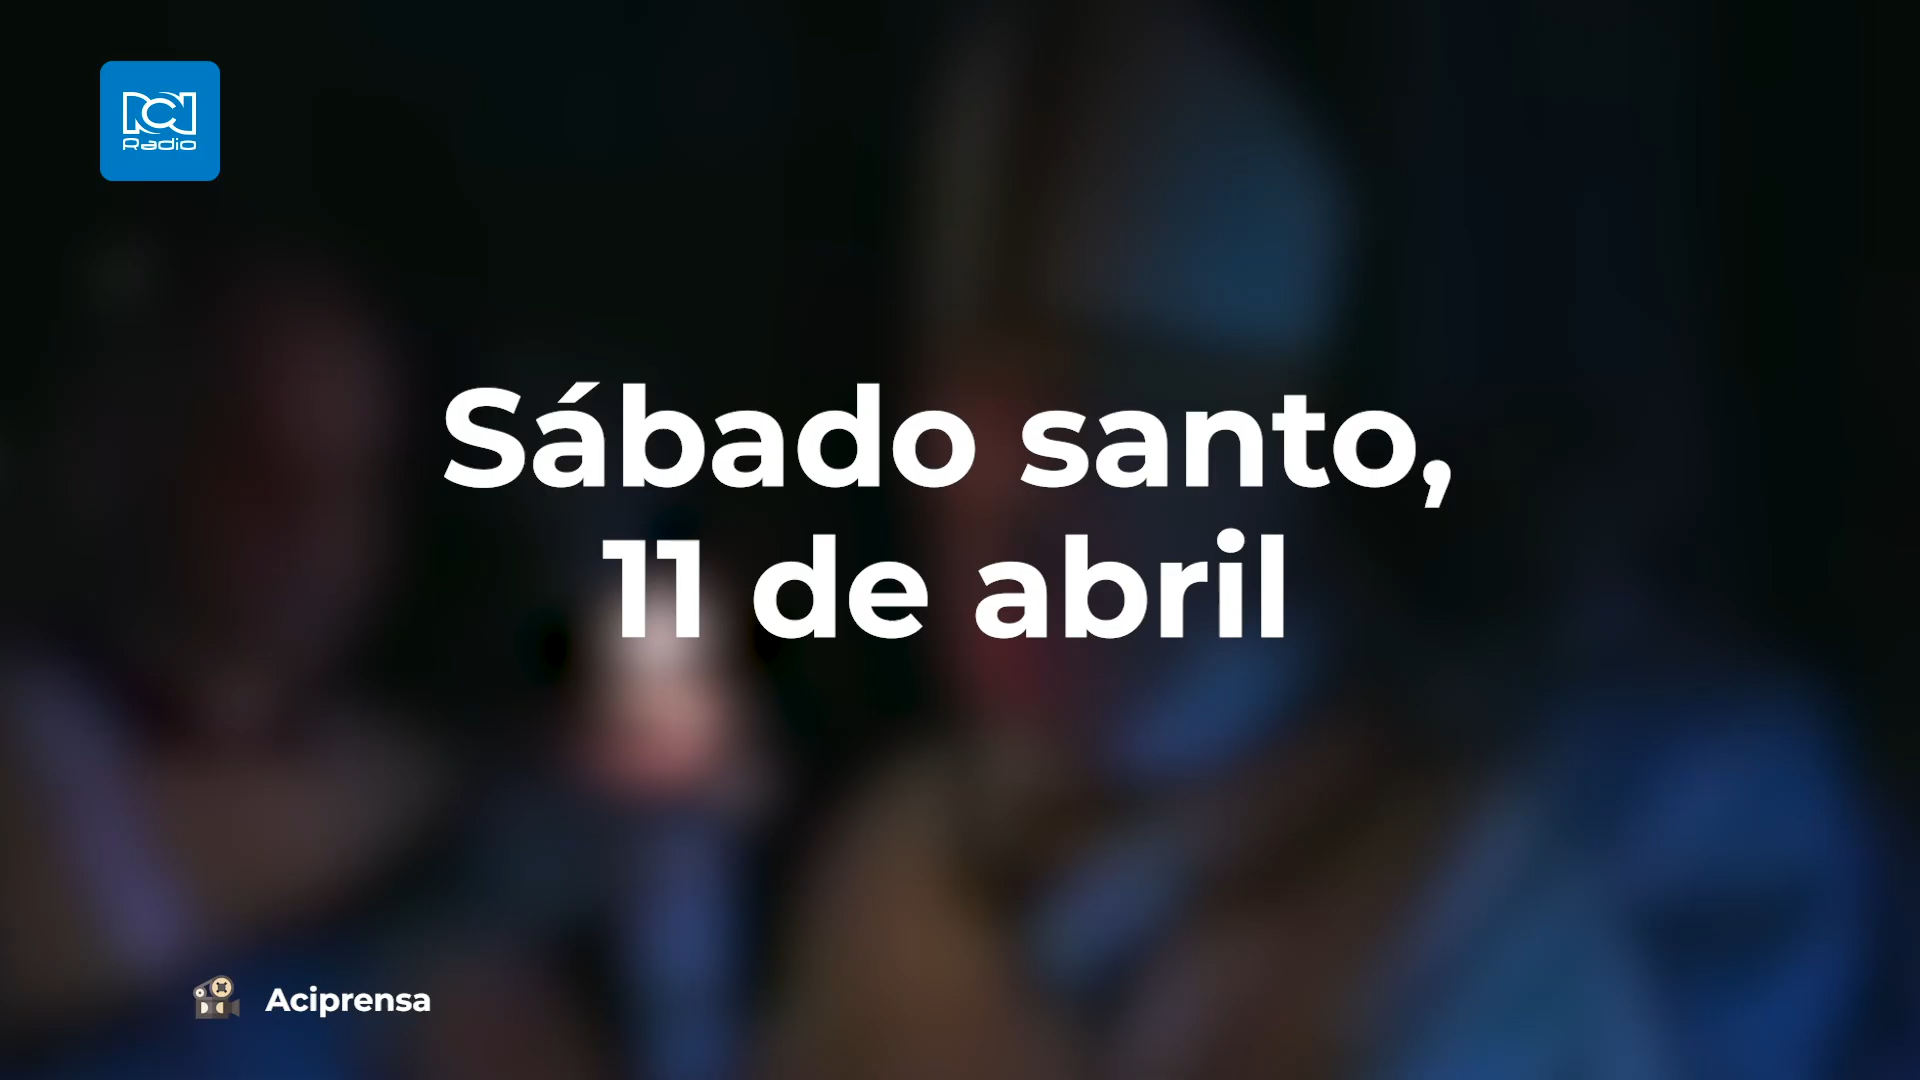 RCN
Radio
Sábado santo,
11 de abril
Aciprensa